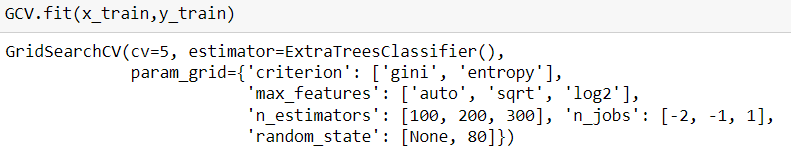 GCV.fit(x_train,y_train)
GridSearchCV(cv=5, estimator=ExtraTreesClassifier(),
             param_grid={'criterion': ['gini', 'entropy'],
                         'max_features': ['auto', 'sqrt', 'log2'],
                         'n_estimators': [100, 200, 300], 'n_jobs': [-2, -1, 1],
                         'random_state': [None, 80]})